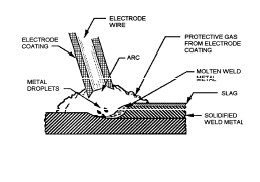 ELECTRODE
WIRE
ELECTRODE
COATING
PROTECTIVE GAS
FROM ELECTRODE
COATING
ARC
METAL
DROPLETS
MOLTEN WELD
METAL
SLAG
SOLIDIFIED
WELD METAL